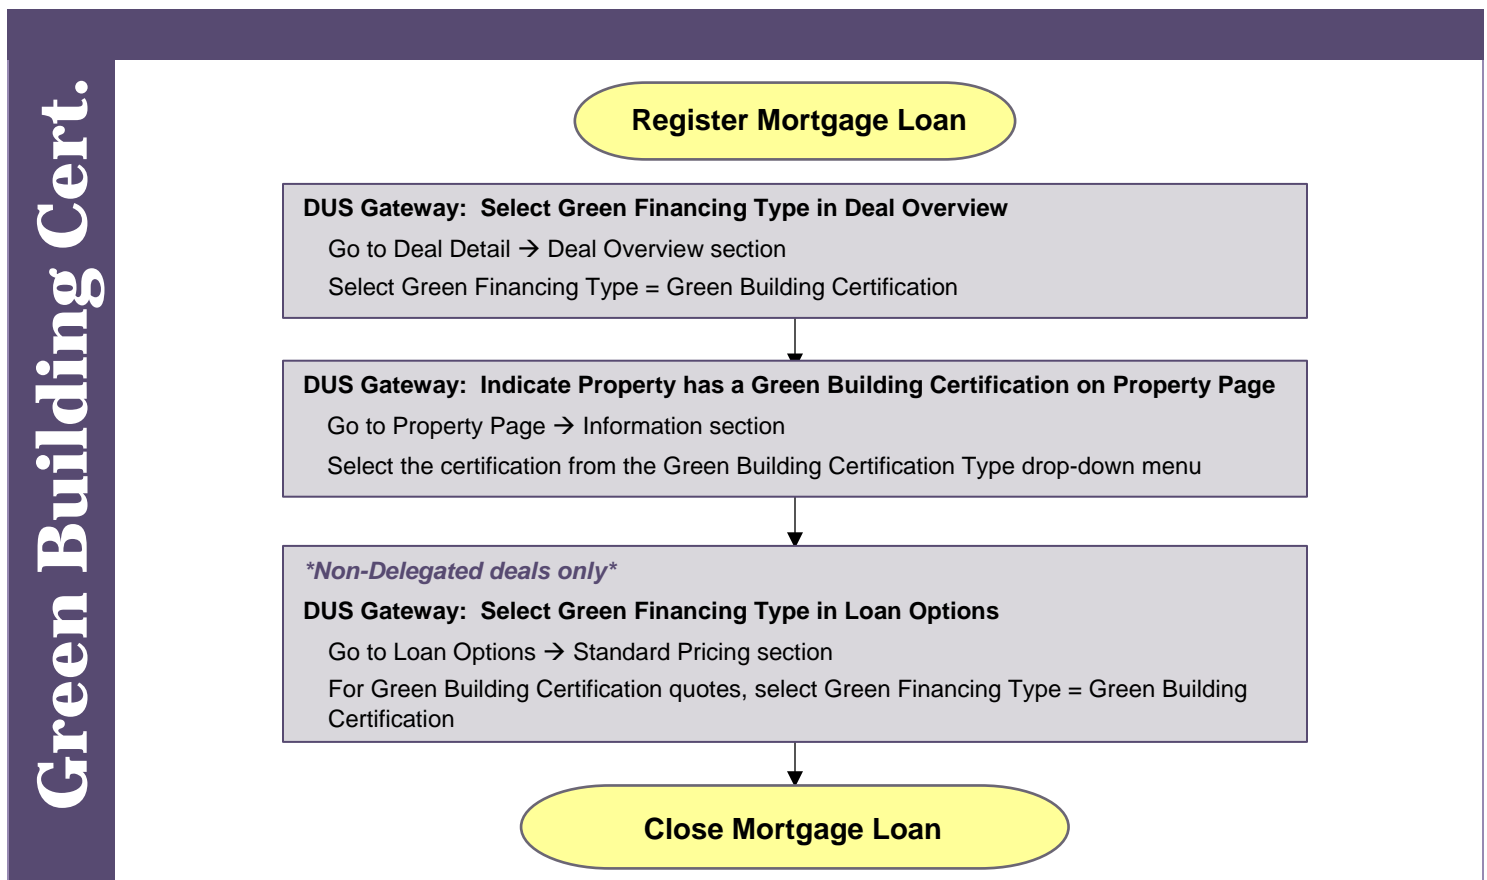 Green Building Cert.
Register Mortgage Loan
DUS Gateway:  Select Green Financing Type in Deal Overview
Go to Deal Detail → Deal Overview section
Select Green Financing Type = Green Building Certification
DUS Gateway:  Indicate Property has a Green Building Certification on Property Page
Go to Property Page → Information section
Select the certification from the Green Building Certification Type drop-down menu
*Non-Delegated deals only*
DUS Gateway:  Select Green Financing Type in Loan Options
Go to Loan Options → Standard Pricing section
For Green Building Certification quotes, select Green Financing Type = Green Building
Certification
Close Mortgage Loan